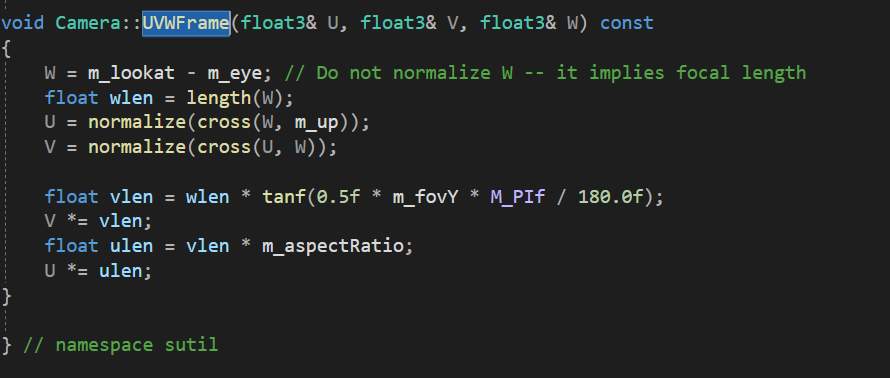 void Camera::UVWFrame(float3& U, float3& V, float3& W) const
{
    W = m_lookat - m_eye; // Do not normalize W -- it implies focal length
    float wlen = length(W);
    U = normalize(cross(W, m_up));
    V = normalize(cross(U, W));

    float vlen = wlen * tanf(0.5f * m_fovY * M_PIf / 180.0f);
    V *= vlen;
    float ulen = vlen * m_aspectRatio;
    U *= ulen;
}

} // namespace sutil